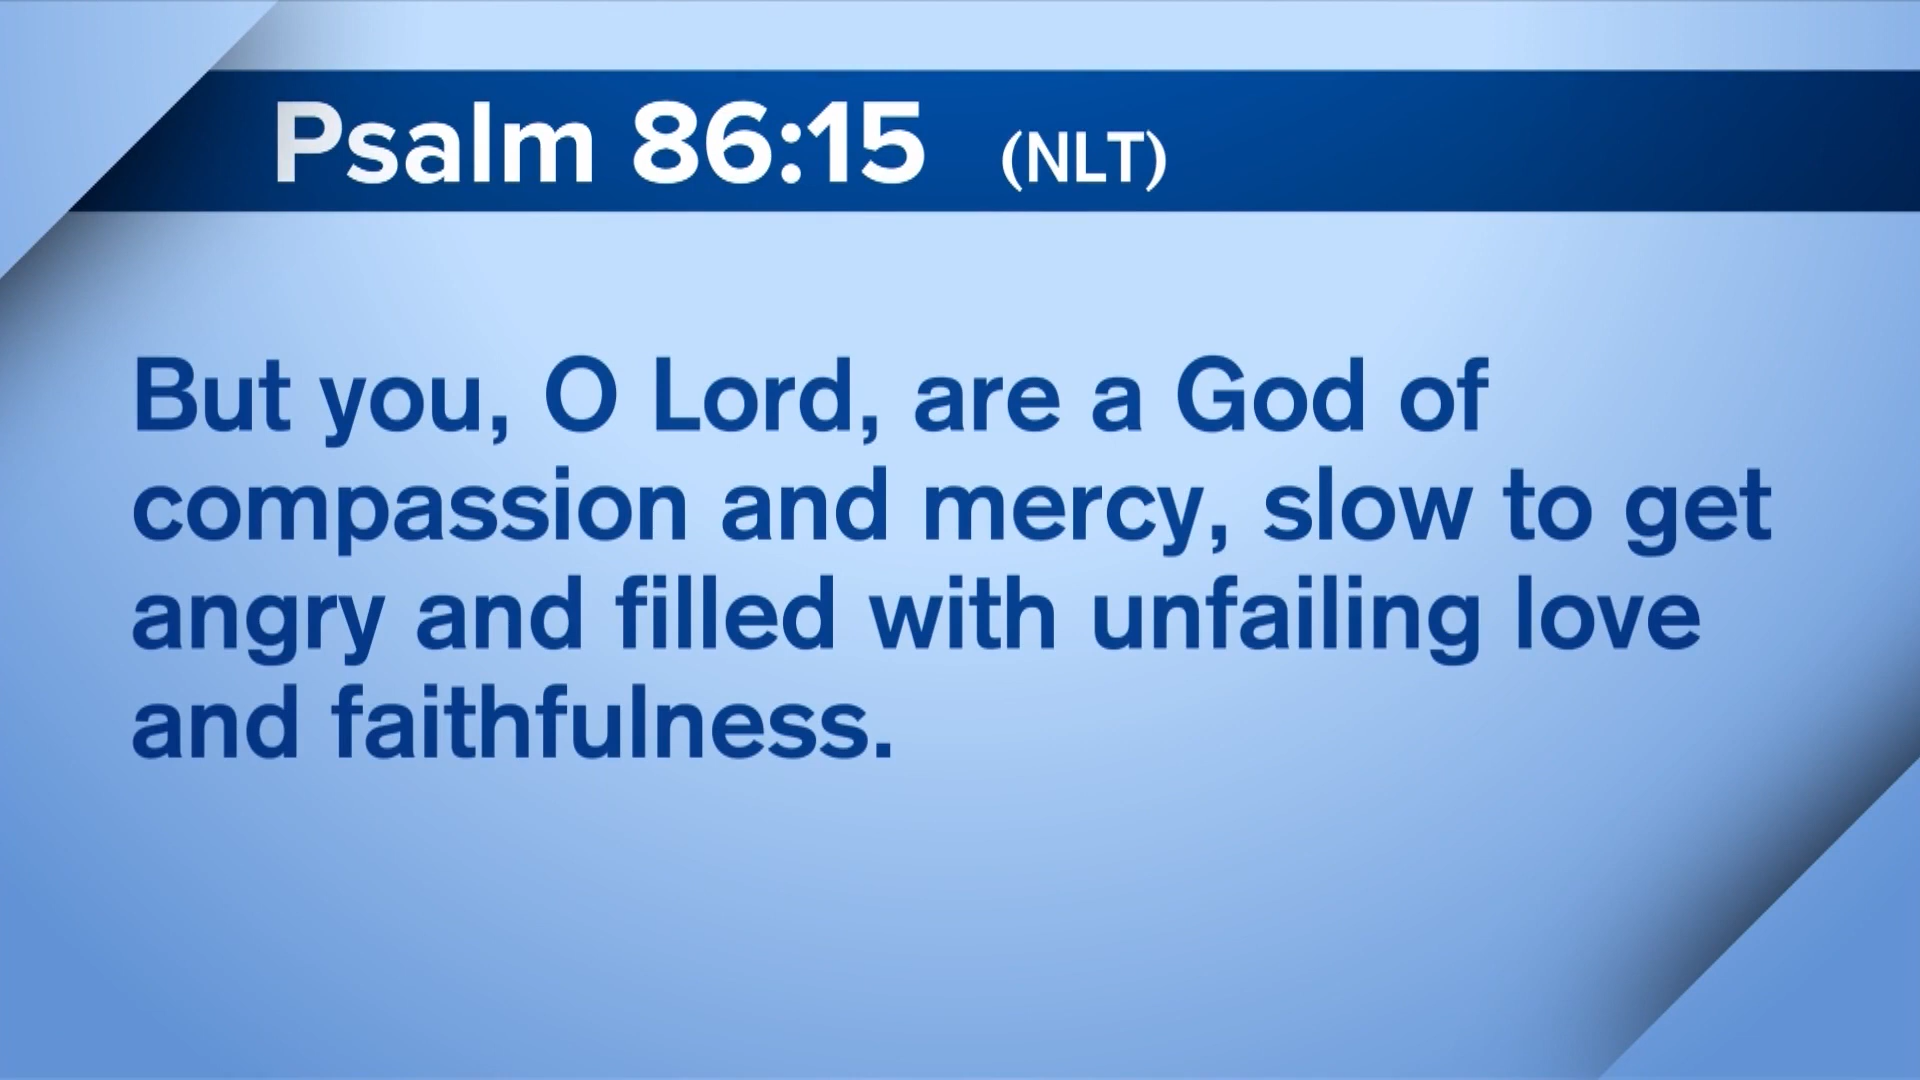 Psalm 86:15 (NLT)
But you, O Lord, are a God of
compassion and mercy, slow to get
angry and filled with unfailing love
and faithfulness.